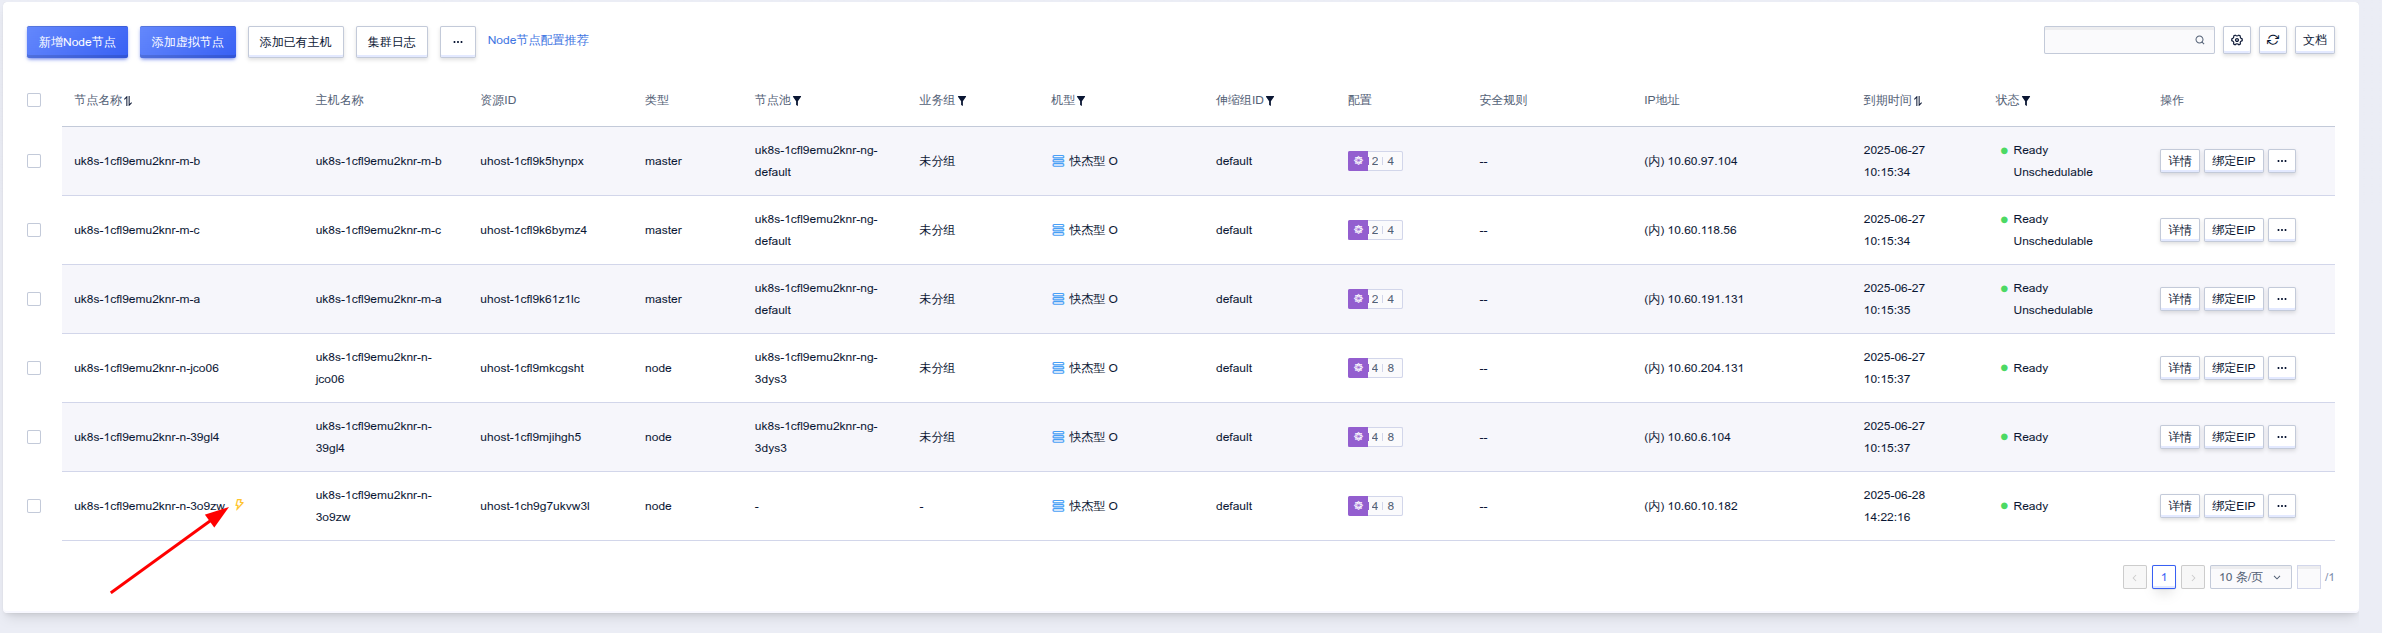 新增Node节点 添加虚拟节点 添加已有主机 集群日志 ... Node节点配置推荐 文档
节点名称 主机名称 资源ID 类型 节点池 业务组 机型 伸缩组ID 配置 安全规则 IP地址 到期时间 状态 操作
uk8s-1cfl9emu2knr-m-b uk8s-1cfl9emu2knr-m-b uhost-1cfl9k5hynpx master uk8s-1cfl9emu2knr-ng-default 未分组 快杰型 O default 2 4 -- (内) 10.60.97.104 2025-06-27 10:15:34 Ready Unschedulable 详情 绑定EIP ...
uk8s-1cfl9emu2knr-m-c uk8s-1cfl9emu2knr-m-c uhost-1cfl9k6bymz4 master uk8s-1cfl9emu2knr-ng-default 未分组 快杰型 O default 2 4 -- (内) 10.60.118.56 2025-06-27 10:15:34 Ready Unschedulable 详情 绑定EIP ...
uk8s-1cfl9emu2knr-m-a uk8s-1cfl9emu2knr-m-a uhost-1cfl9k61z1lc master uk8s-1cfl9emu2knr-ng-default 未分组 快杰型 O default 2 4 -- (内) 10.60.191.131 2025-06-27 10:15:35 Ready Unschedulable 详情 绑定EIP ...
uk8s-1cfl9emu2knr-n-jco06 uk8s-1cfl9emu2knr-n-jco06 uhost-1cfl9mkcgsht node uk8s-1cfl9emu2knr-ng-3dys3 未分组 快杰型 O default 4 8 -- (内) 10.60.204.131 2025-06-27 10:15:37 Ready 详情 绑定EIP ...
uk8s-1cfl9emu2knr-n-39gl4 uk8s-1cfl9emu2knr-n-39gl4 uhost-1cfl9mjihgh5 node uk8s-1cfl9emu2knr-ng-3dys3 未分组 快杰型 O default 4 8 -- (内) 10.60.6.104 2025-06-27 10:15:37 Ready 详情 绑定EIP ...
uk8s-1cfl9emu2knr-n-3o9zw uk8s-1cfl9emu2knr-n-3o9zw uhost-1ch9g7ukvw3l node - - 快杰型 O default 4 8 -- (内) 10.60.10.182 2025-06-28 14:22:16 Ready 详情 绑定EIP ...
< 1 > 10 条/页 /1